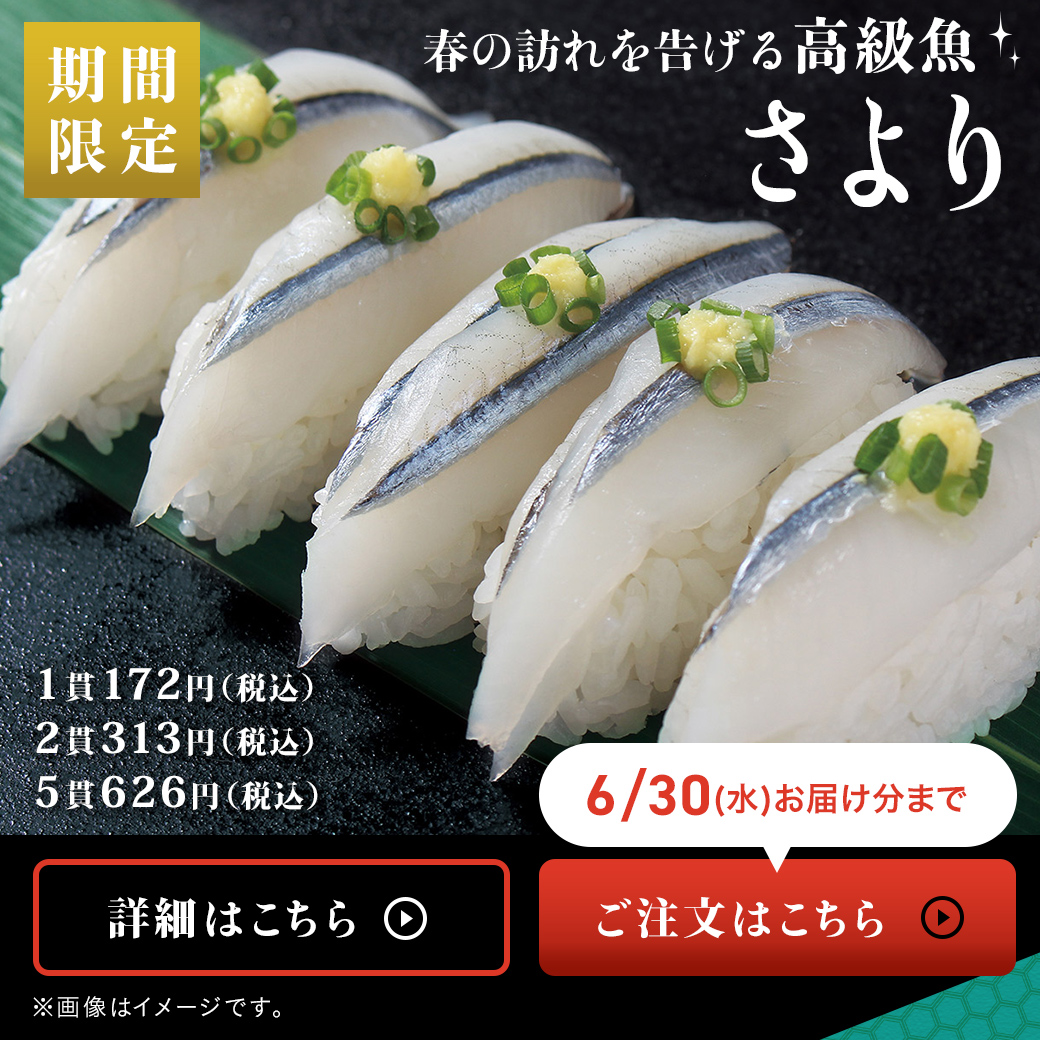 期間
限定
春の訪れを告げる高級魚
さより
1貫172円(税込)
2貫313円(税込)
5貫626円(税込)
6/30(水)お届け分まで
詳細はこちら
ご注文はこちら
※画像はイメージです。